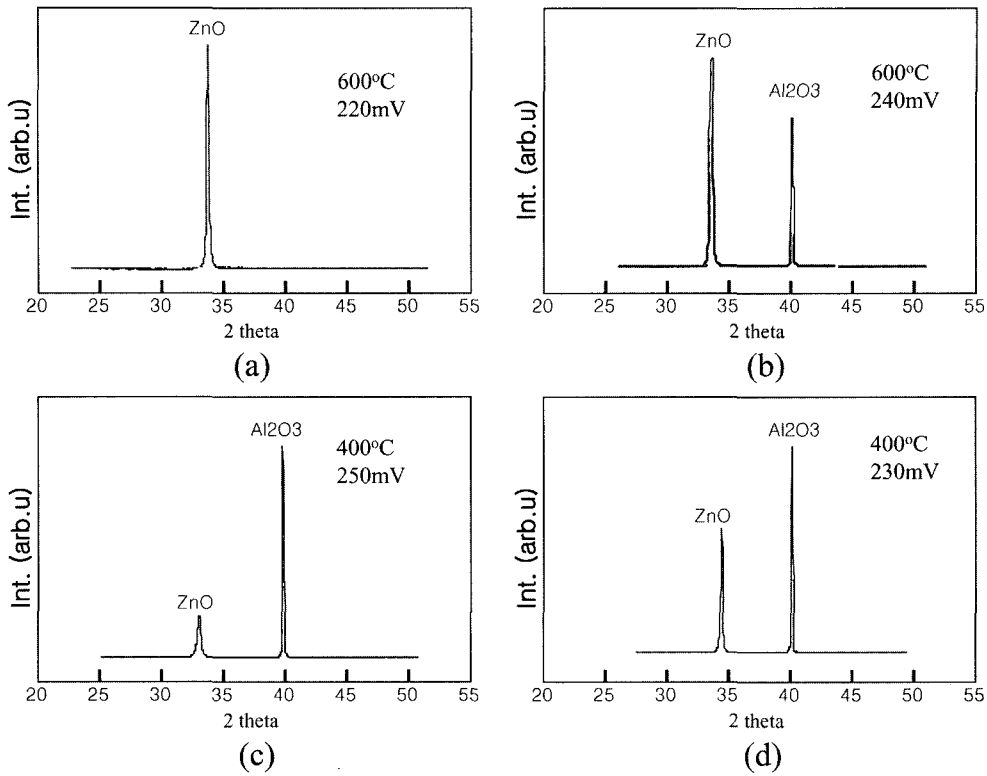 ZnO
600°C
220mV
Int. (arb.u)
20 25 30 35 40 45 50 55
2 theta
(a)
ZnO
Al2O3
600°C
240mV
Int. (arb.u)
20 25 30 35 40 45 50 55
2 theta
(b)
Al2O3
400°C
250mV
ZnO
Int. (arb.u)
20 25 30 35 40 45 50 55
2 theta
(c)
Al2O3
400°C
230mV
ZnO
Int. (arb.u)
20 25 30 35 40 45 50 55
2 theta
(d)